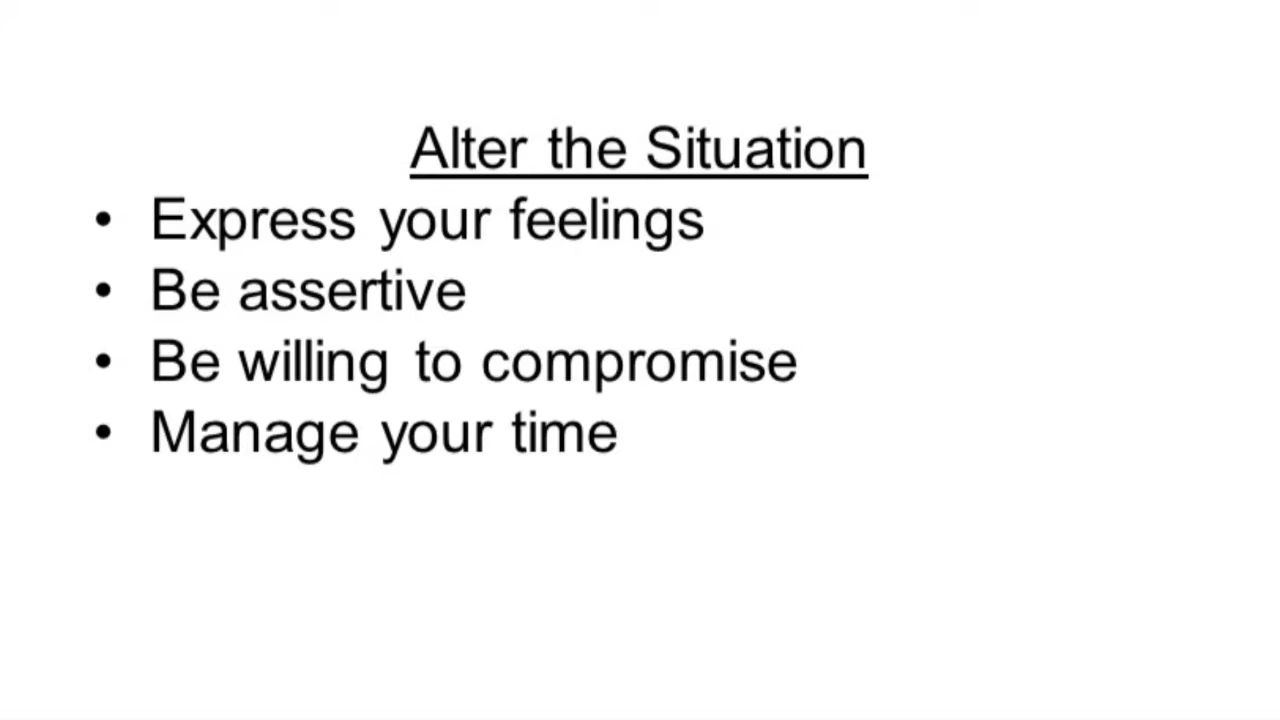 Alter the Situation
• Express your feelings
• Be assertive
• Be willing to compromise
• Manage your time